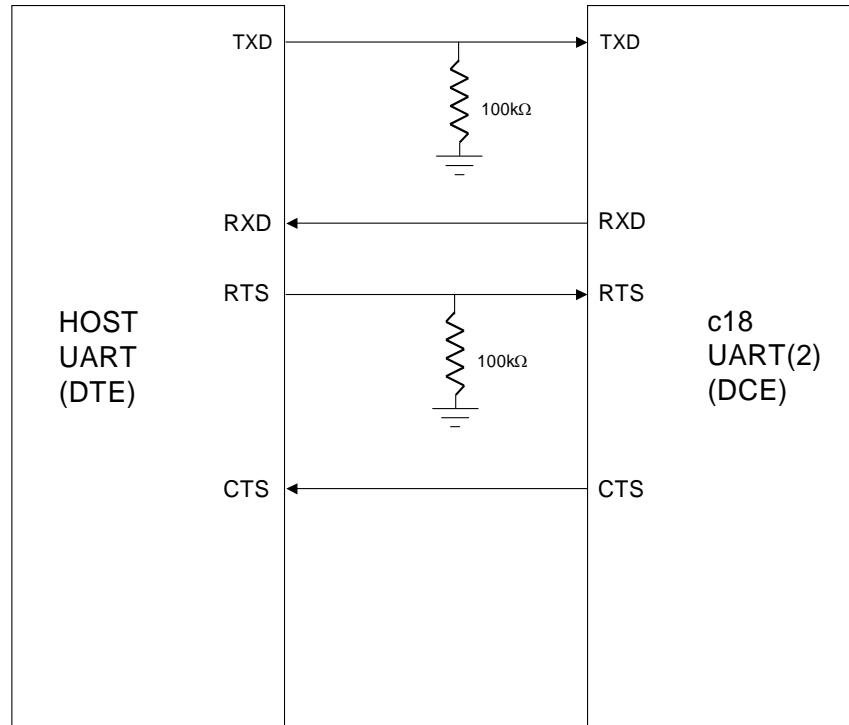 TXD
TXD
100kΩ
RXD
RXD
RTS
RTS
HOST
UART
(DTE)
c18
UART(2)
(DCE)
100kΩ
CTS
CTS